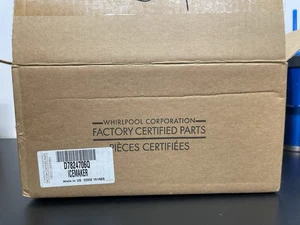 WHIRLPOOL CORPORATION
FACTORY CERTIFIED PARTS
PIÈCES CERTIFIÉES
D7824706Q
ICEMAKER